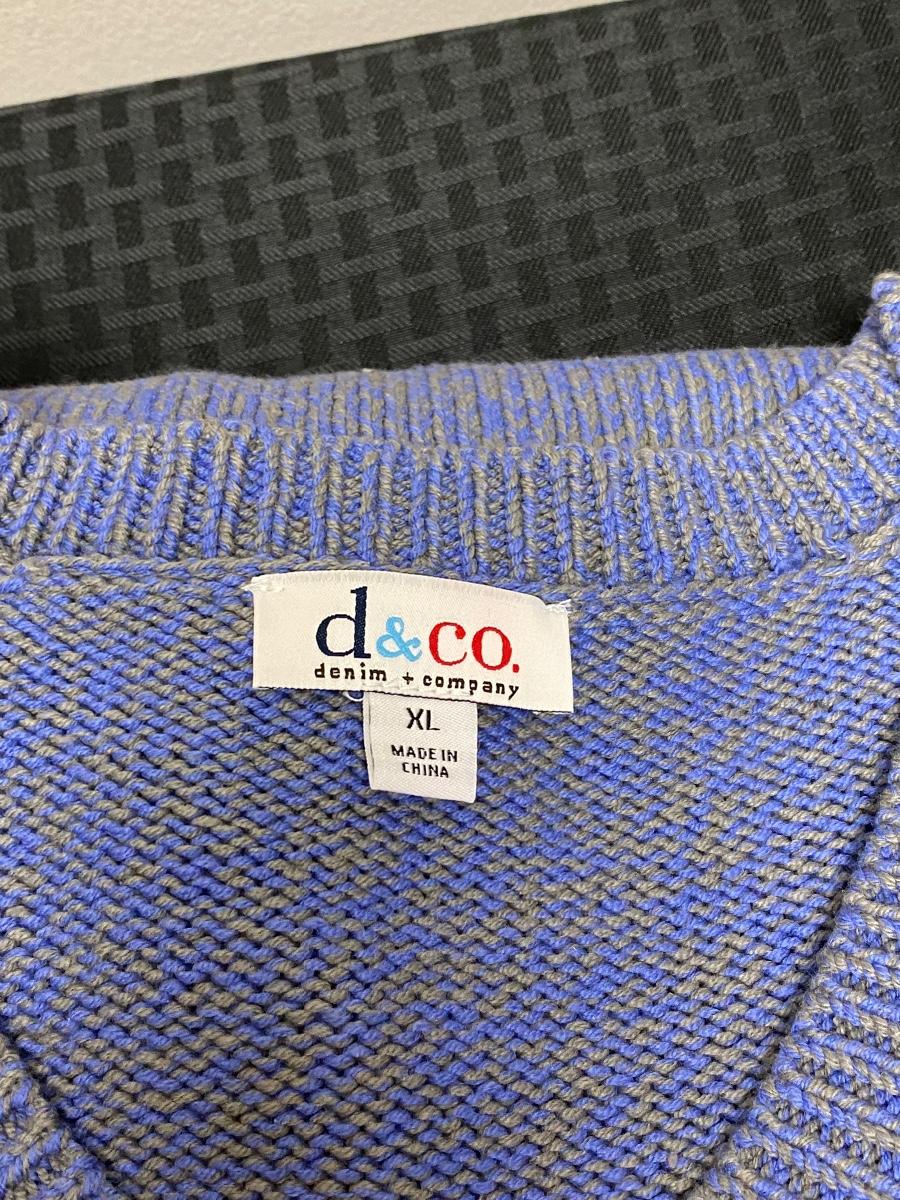 d&co.
denim + company
XL
MADE IN
CHINA